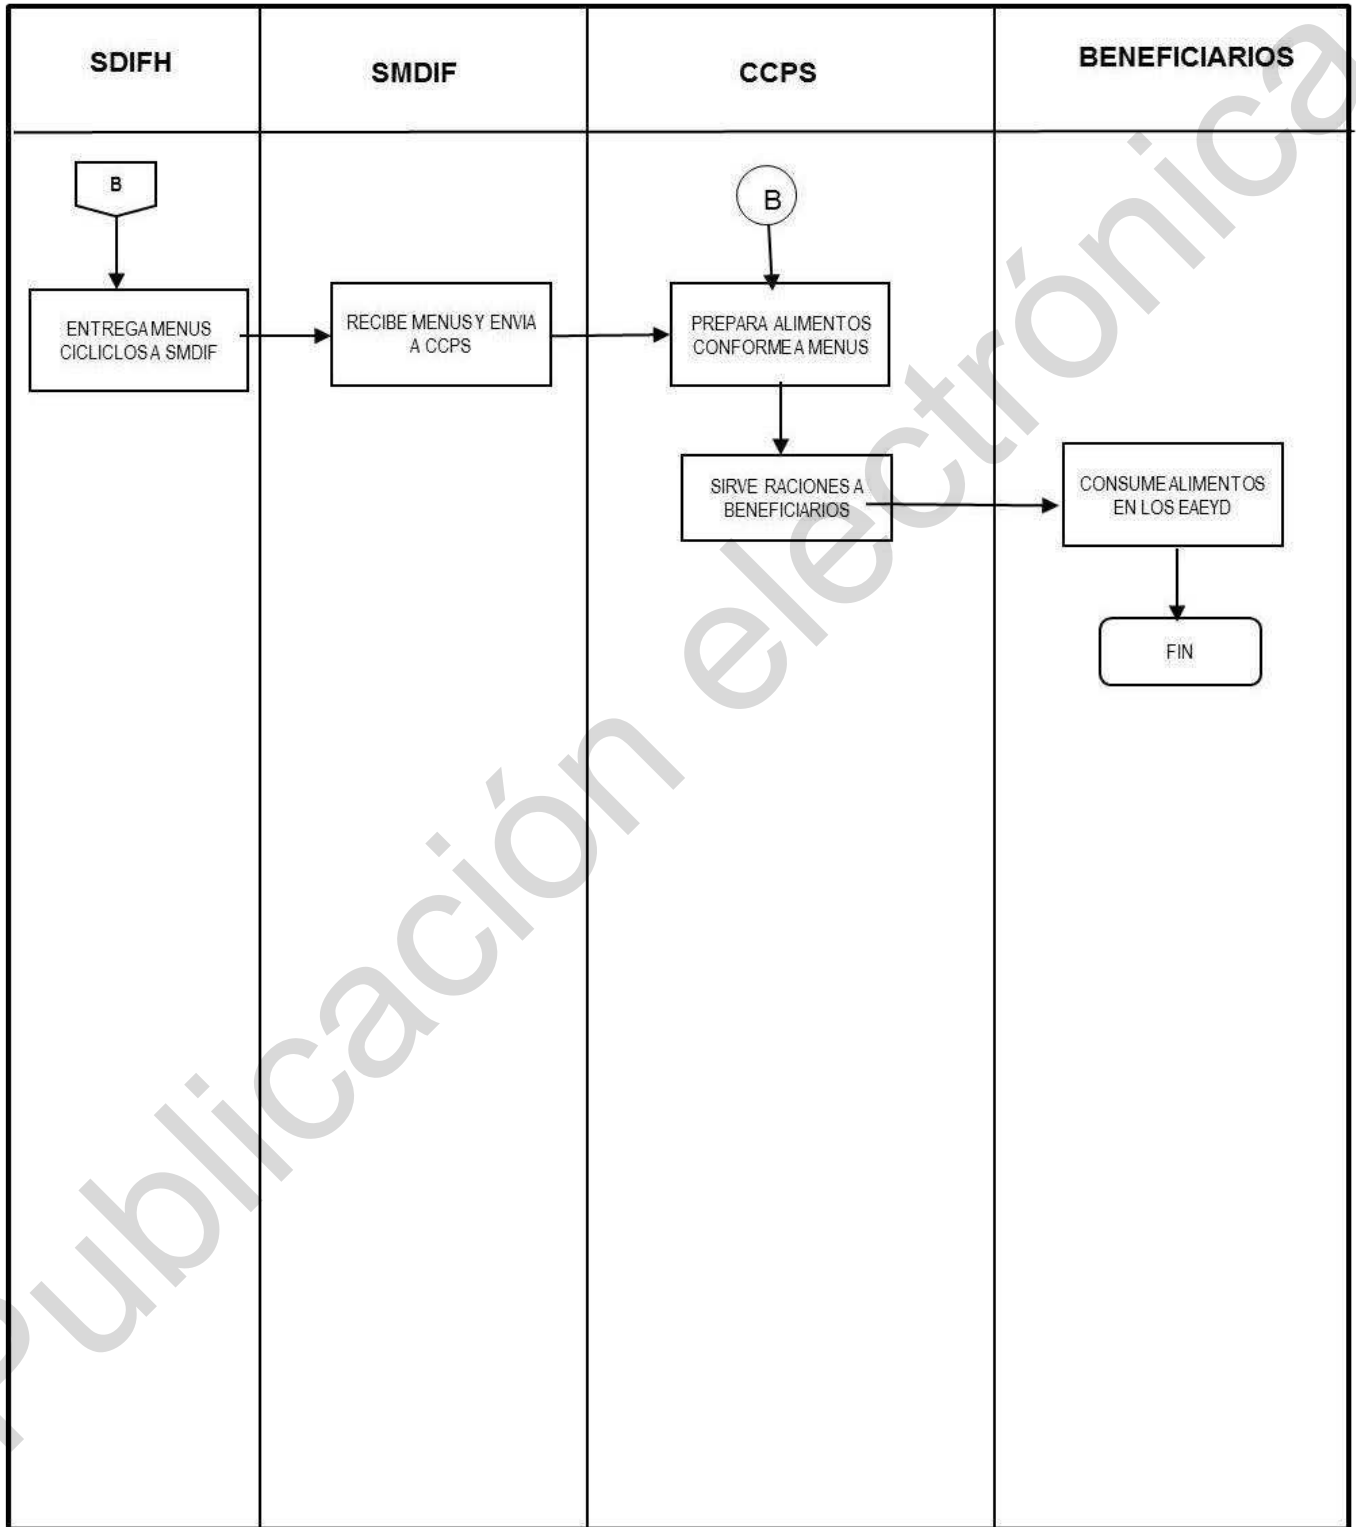 SDIFH
SMDIF
CCPS
BENEFICIARIOS
B
B
ENTREGA MENUS
CICLICLOS A SMDIF
RECIBE MENUS Y ENVIA
A CCPS
PREPARA ALIMENTOS
CONFORME A MENUS
SIRVE RACIONES A
BENEFICIARIOS
CONSUME ALIMENTOS
EN LOS EAEYD
FIN
Publicación electrónica